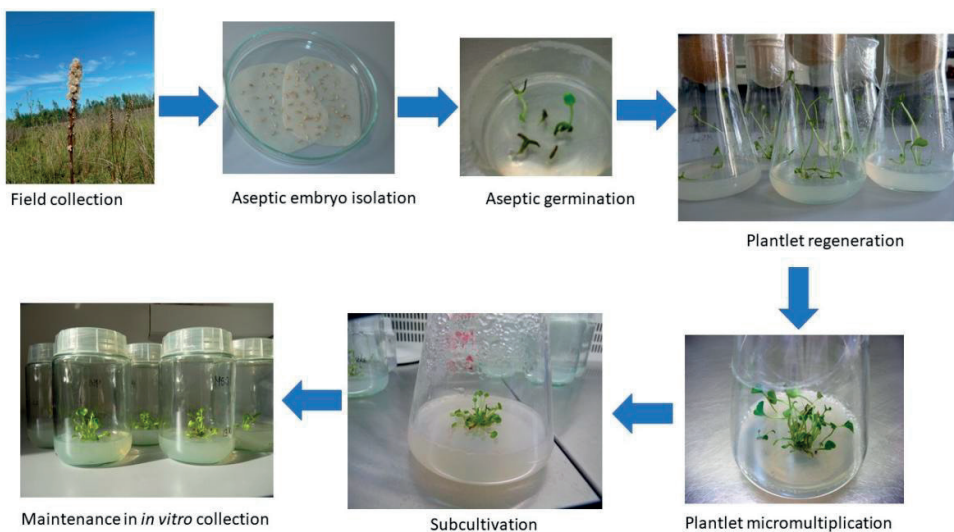 Field collection
Aseptic embryo isolation
Aseptic germination
Plantlet regeneration
Maintenance in in vitro collection
Subcultivation
Plantlet micromultiplication